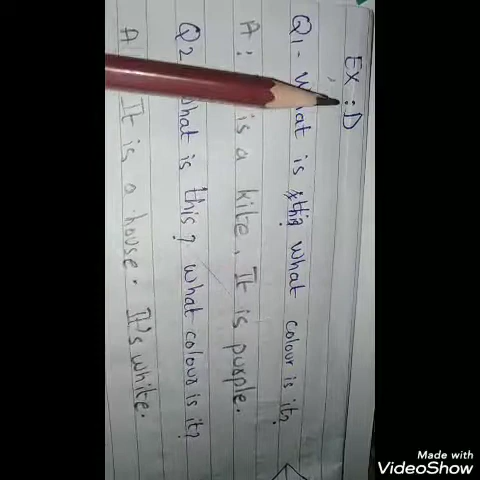 Ex : D
Q1- What is this? What colour is it?
A: is a kite, It is purple.
Q2 What is this? what colour is it?
A It is a house. It's white.
Made with
VideoShow